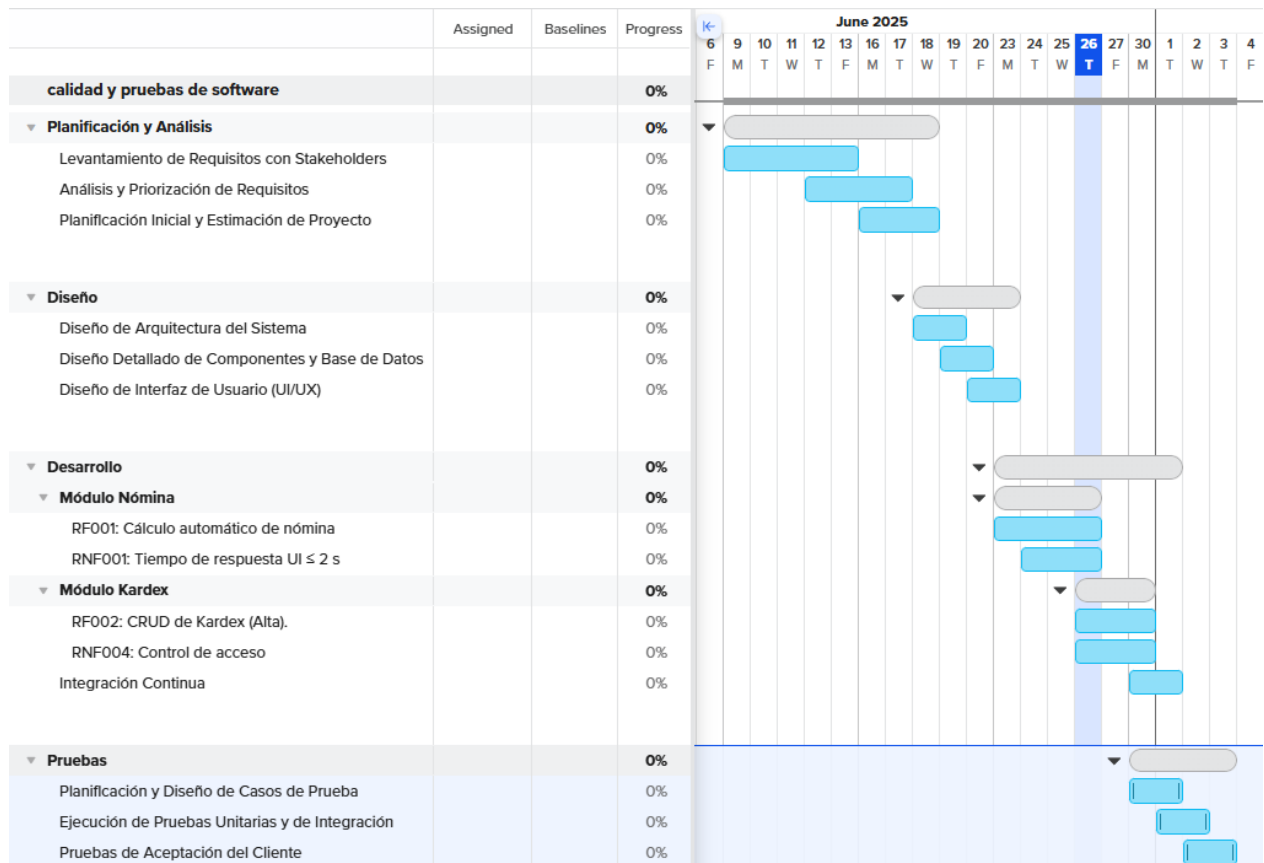 June 2025
Assigned Baselines Progress
6 9 10 11 12 13 16 17 18 19 20 23 24 25 26 27 30 1 2 3 4
F M T W T F M T W T F M T W T F M T W T F
calidad y pruebas de software 0%
Planificación y Análisis 0%
Levantamiento de Requisitos con Stakeholders 0%
Análisis y Priorización de Requisitos 0%
Planificación Inicial y Estimación de Proyecto 0%
Diseño 0%
Diseño de Arquitectura del Sistema 0%
Diseño Detallado de Componentes y Base de Datos 0%
Diseño de Interfaz de Usuario (UI/UX) 0%
Desarrollo 0%
Módulo Nómina 0%
RF001: Cálculo automático de nómina 0%
RNF001: Tiempo de respuesta UI ≤ 2 s 0%
Módulo Kardex 0%
RF002: CRUD de Kardex (Alta). 0%
RNF004: Control de acceso 0%
Integración Continua 0%
Pruebas 0%
Planificación y Diseño de Casos de Prueba 0%
Ejecución de Pruebas Unitarias y de Integración 0%
Pruebas de Aceptación del Cliente 0%